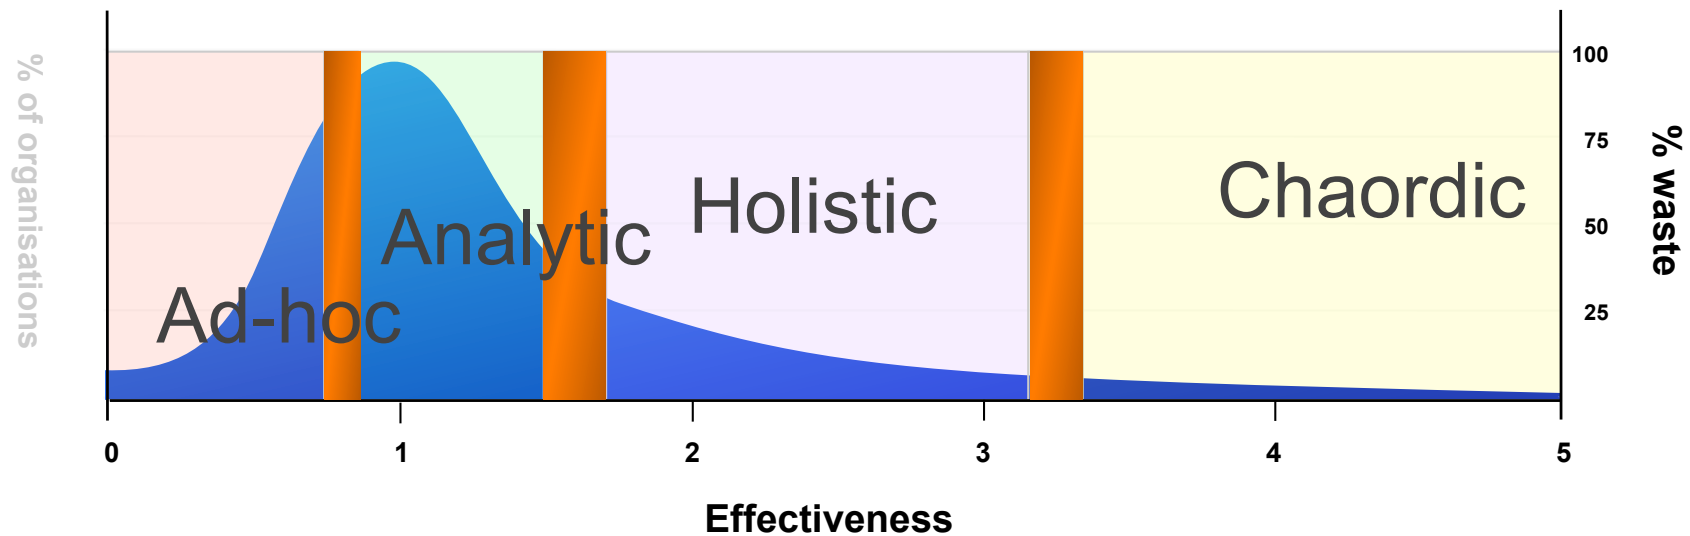 % of organisations
100
75
50
25
% waste
Chaordic
Holistic
Analytic
Ad-hoc
0 1 2 3 4 5
Effectiveness